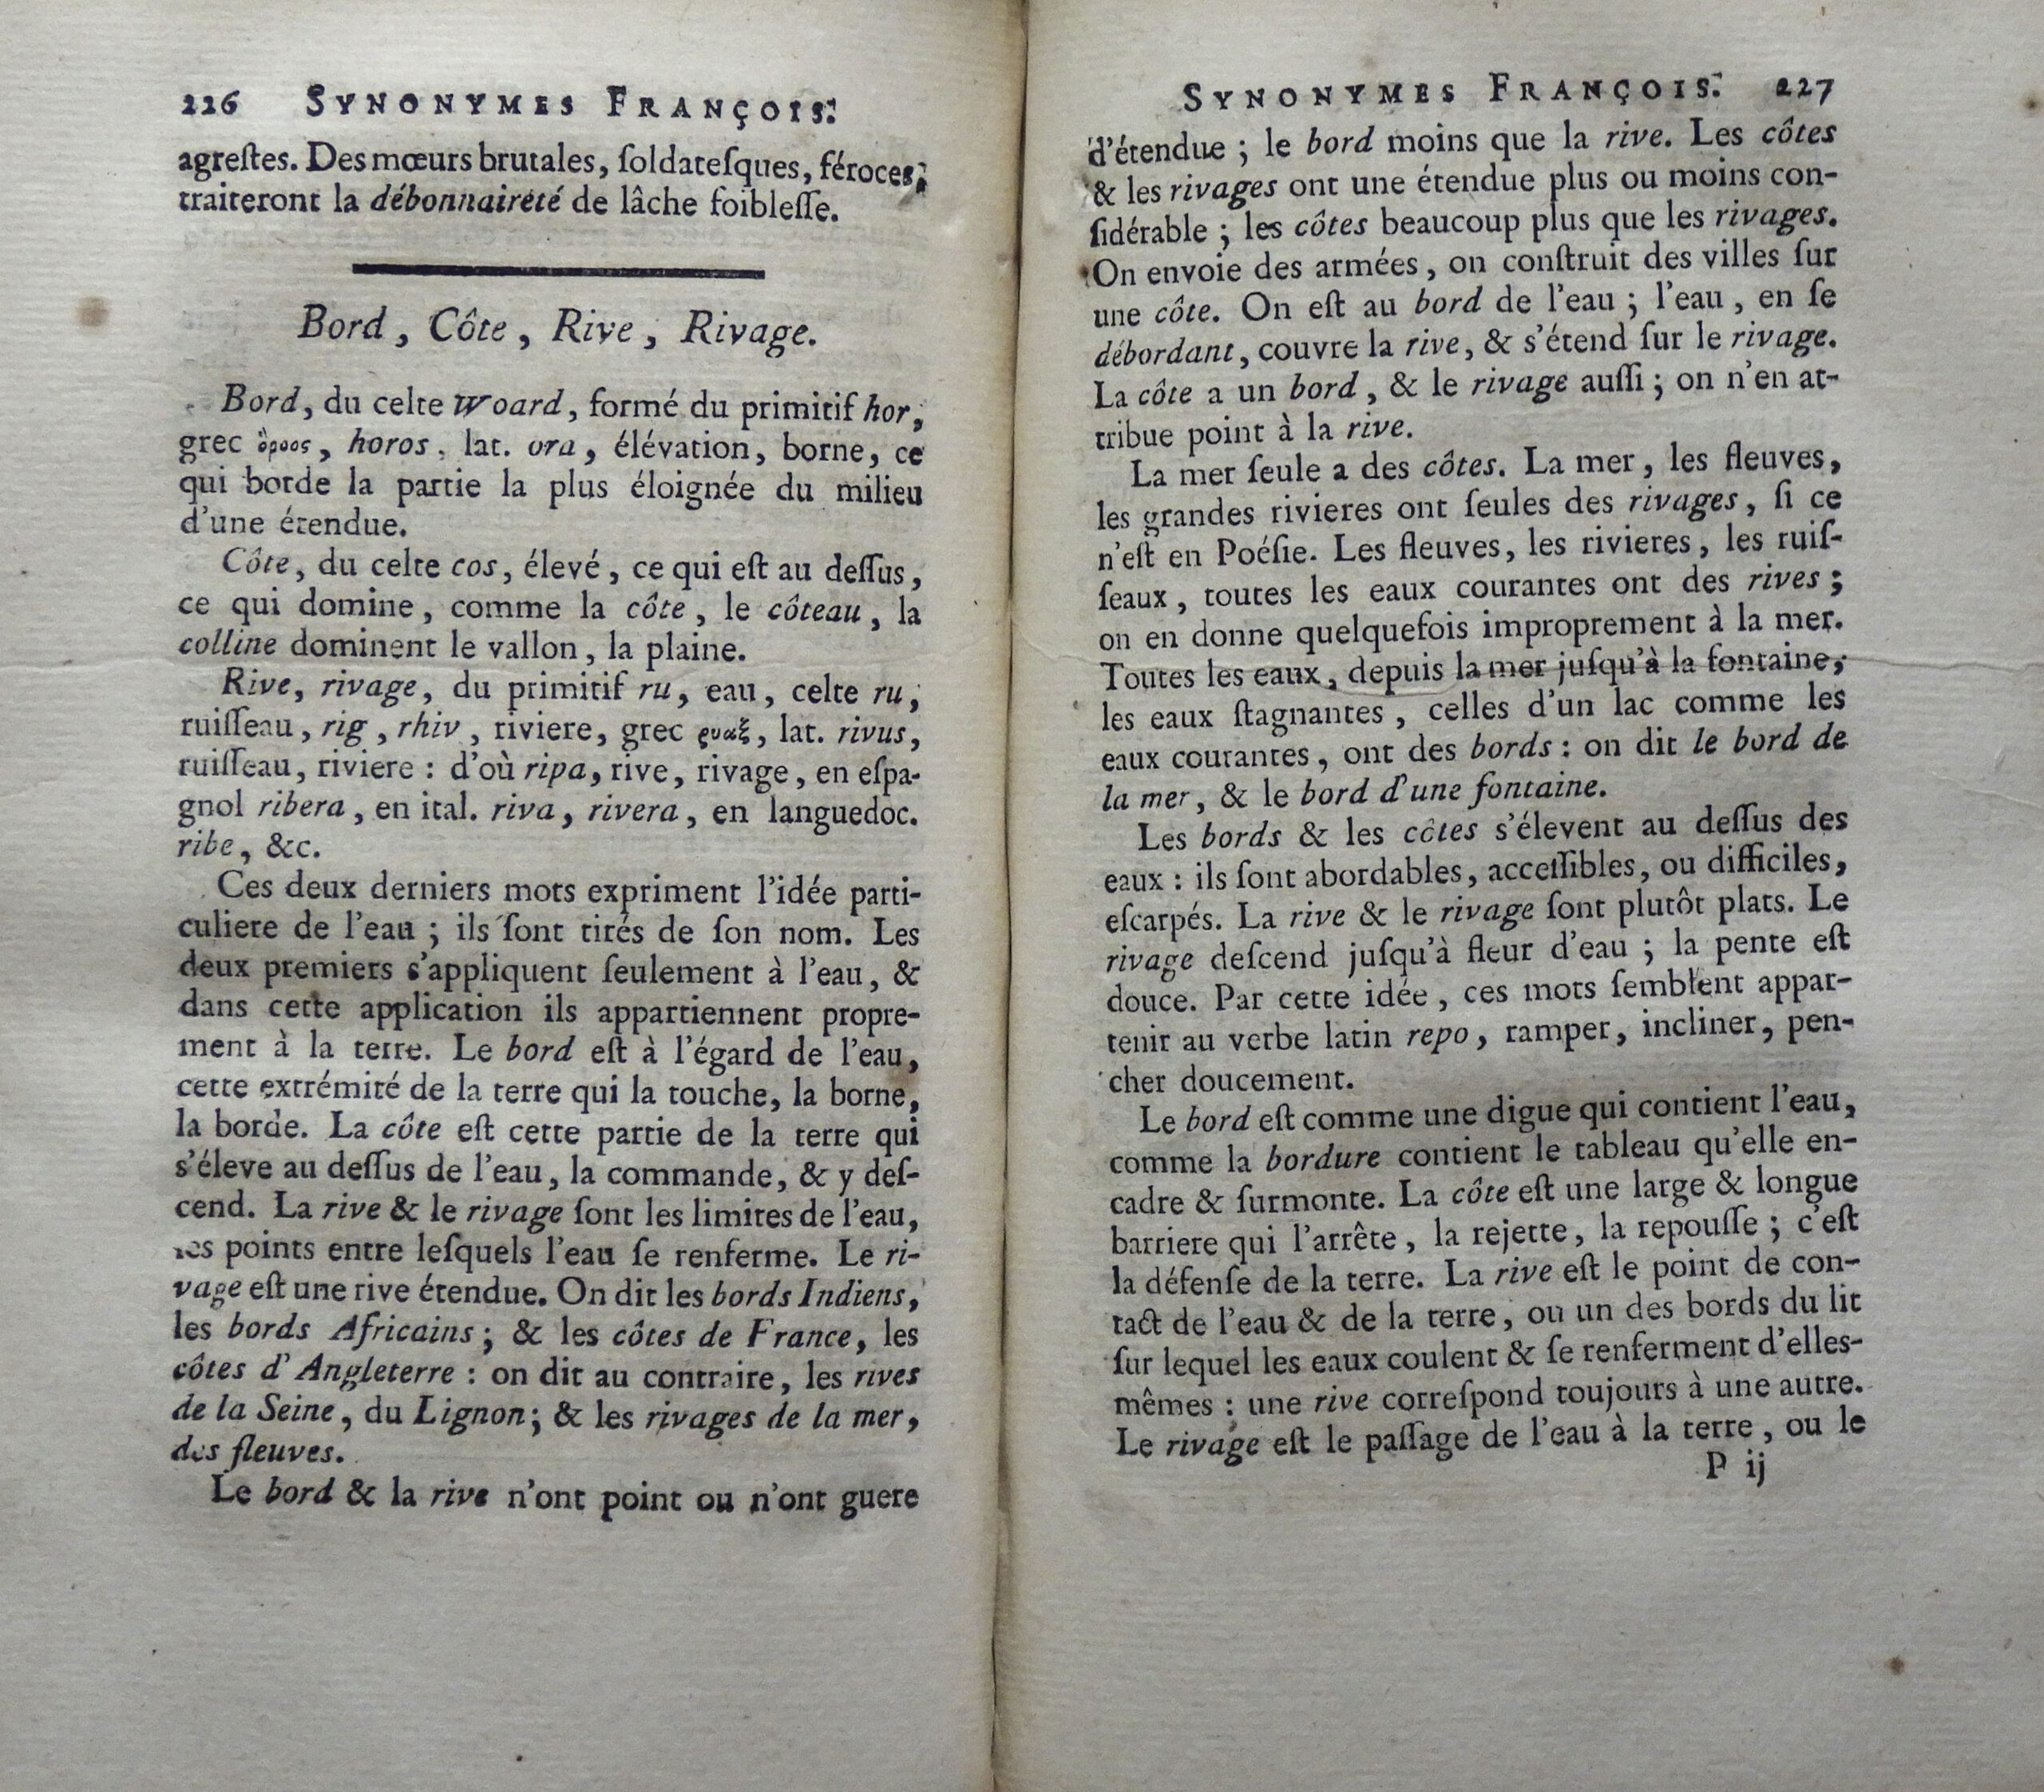 226 SYNONYMES FRANÇOIS.
agreſtes. Des mœurs brutales, ſoldateſques, féroces,
traiteront la débonnaireté de lâche foibleſſe.
Bord, Côte, Rive, Rivage.
Bord, du celte Woard, formé du primitif hor,
grec ὅροος, horos, lat. ora, élévation, borne, ce
qui borde la partie la plus éloignée du milieu
d'une étendue.
Côte, du celte cos, élevé, ce qui eſt au deſſus,
ce qui domine, comme la côte, le côteau, la
colline dominent le vallon, la plaine.
Rive, rivage, du primitif ru, eau, celte ru,
ruiſſeau, rig, rhiv, riviere, grec ρυαξ, lat. rivus,
ruiſſeau, riviere : d'où ripa, rive, rivage, en eſpa-
gnol ribera, en ital. riva, rivera, en languedoc.
ribe, &c.
Ces deux derniers mots expriment l'idée parti-
culiere de l'eau ; ils ſont tirés de ſon nom. Les
deux premiers s'appliquent ſeulement à l'eau, &
dans cette application ils appartiennent propre-
ment à la terre. Le bord eſt à l'égard de l'eau,
cette extrémité de la terre qui la touche, la borne,
la borde. La côte eſt cette partie de la terre qui
s'éleve au deſſus de l'eau, la commande, & y deſ-
cend. La rive & le rivage ſont les limites de l'eau,
les points entre leſquels l'eau ſe renferme. Le ri-
vage eſt une rive étendue. On dit les bords Indiens,
les bords Africains ; & les côtes de France, les
côtes d'Angleterre : on dit au contraire, les rives
de la Seine, du Lignon ; & les rivages de la mer,
des fleuves.
Le bord & la rive n'ont point ou n'ont guere
SYNONYMES FRANÇOIS. 227
d'étendue ; le bord moins que la rive. Les côtes
& les rivages ont une étendue plus ou moins con-
ſidérable ; les côtes beaucoup plus que les rivages.
On envoie des armées, on conſtruit des villes ſur
une côte. On eſt au bord de l'eau ; l'eau, en ſe
débordant, couvre la rive, & s'étend ſur le rivage.
La côte a un bord, & le rivage auſſi ; on n'en at-
tribue point à la rive.
La mer ſeule a des côtes. La mer, les fleuves,
les grandes rivieres ont ſeules des rivages, ſi ce
n'eſt en Poéſie. Les fleuves, les rivieres, les ruiſ-
ſeaux, toutes les eaux courantes ont des rives ;
on en donne quelquefois improprement à la mer.
Toutes les eaux, depuis la mer juſqu'à la fontaine,
les eaux ſtagnantes, celles d'un lac comme les
eaux courantes, ont des bords : on dit le bord de
la mer, & le bord d'une fontaine.
Les bords & les côtes s'élevent au deſſus des
eaux : ils ſont abordables, acceſſibles, ou difficiles,
eſcarpés. La rive & le rivage ſont plutôt plats. Le
rivage deſcend juſqu'à fleur d'eau ; la pente eſt
douce. Par cette idée, ces mots ſemblent appar-
tenir au verbe latin repo, ramper, incliner, pen-
cher doucement.
Le bord eſt comme une digue qui contient l'eau,
comme la bordure contient le tableau qu'elle en-
cadre & ſurmonte. La côte eſt une large & longue
barriere qui l'arrête, la rejette, la repouſſe ; c'eſt
la défenſe de la terre. La rive eſt le point de con-
tact de l'eau & de la terre, ou un des bords du lit
ſur lequel les eaux coulent & ſe renferment d'elles-
mêmes : une rive correſpond toujours à une autre.
Le rivage eſt le paſſage de l'eau à la terre, ou le
P ij